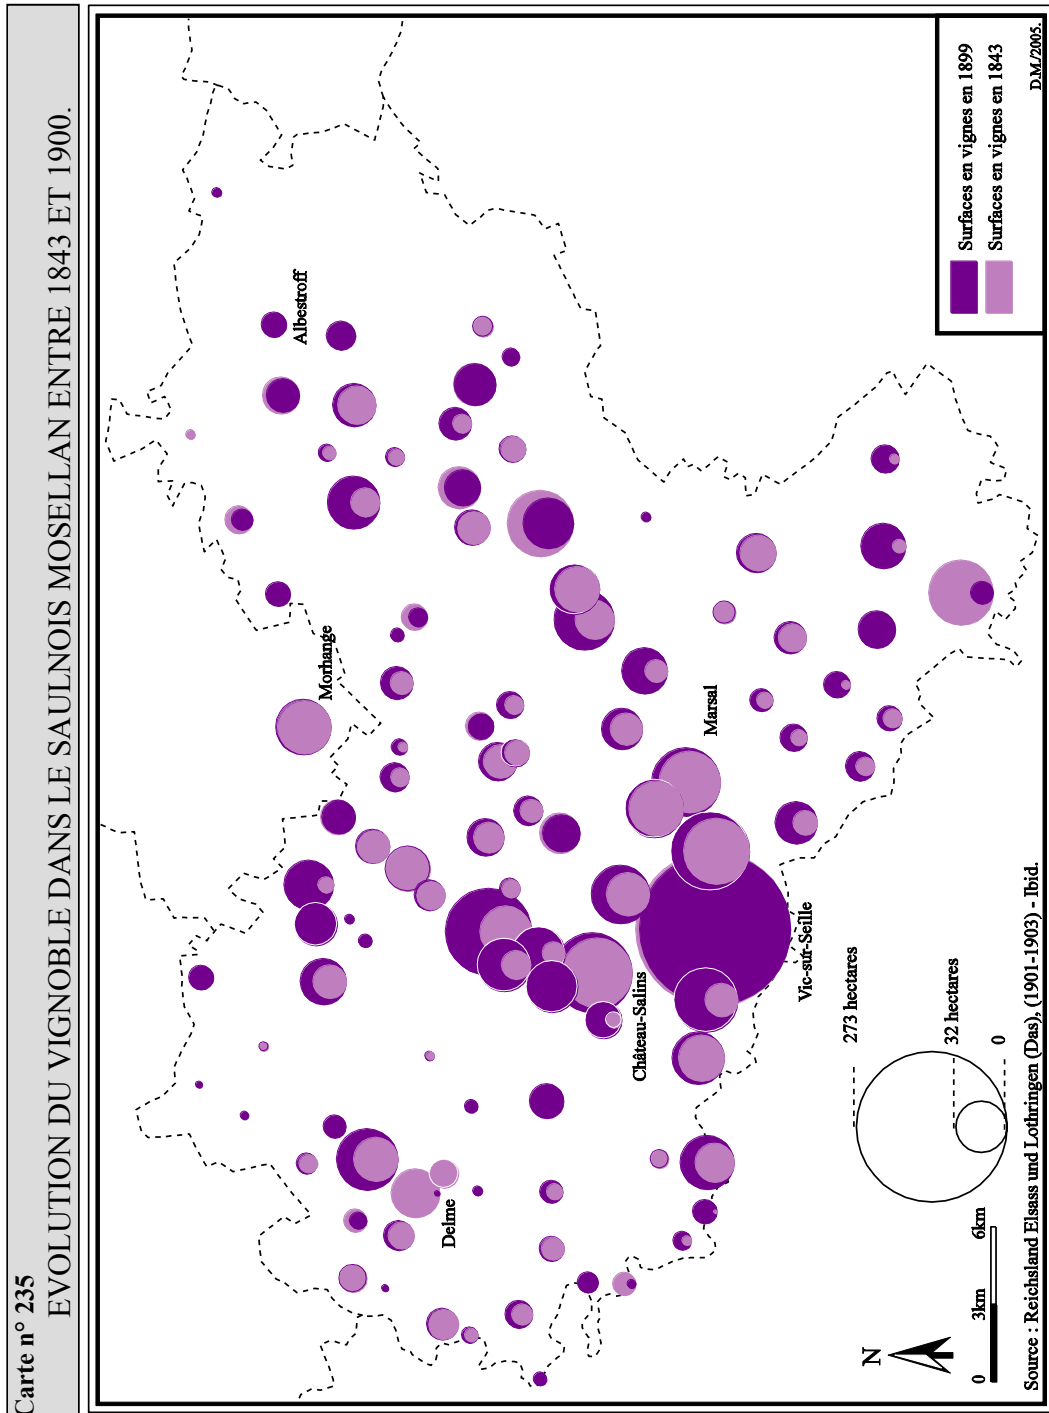 Carte n° 235
EVOLUTION DU VIGNOBLE DANS LE SAULNOIS MOSELLAN ENTRE 1843 ET 1900.
Albestroff
Morhange
Marsal
Delme
Château-Salins
Vic-sur-Seille
Surfaces en vignes en 1899
Surfaces en vignes en 1843
D.M./2005.
273 hectares
32 hectares
0
N
0 3km 6km
Source : Reichsland Elsass und Lothringen (Das), (1901-1903) - Ibid.